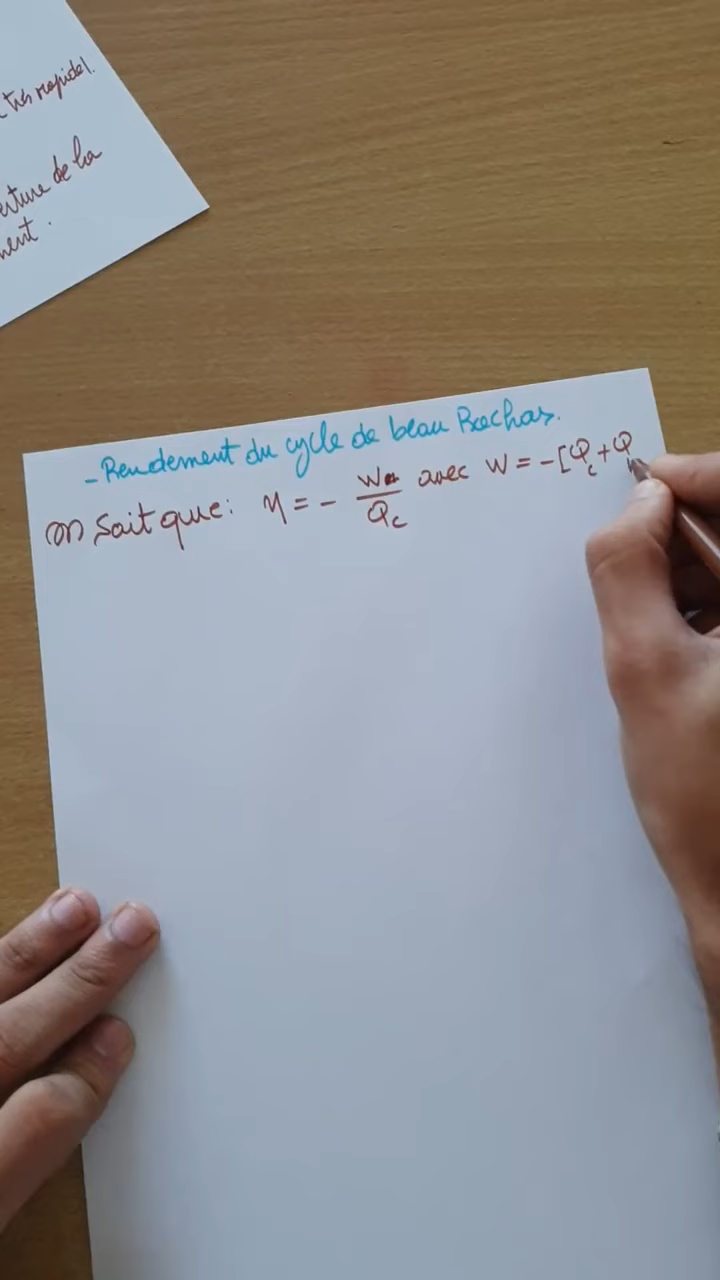 très rapide).
de la
- Rendement du cycle de beau Rochas.
on sait que : η = - W / Qc avec W = -[Qc + Q